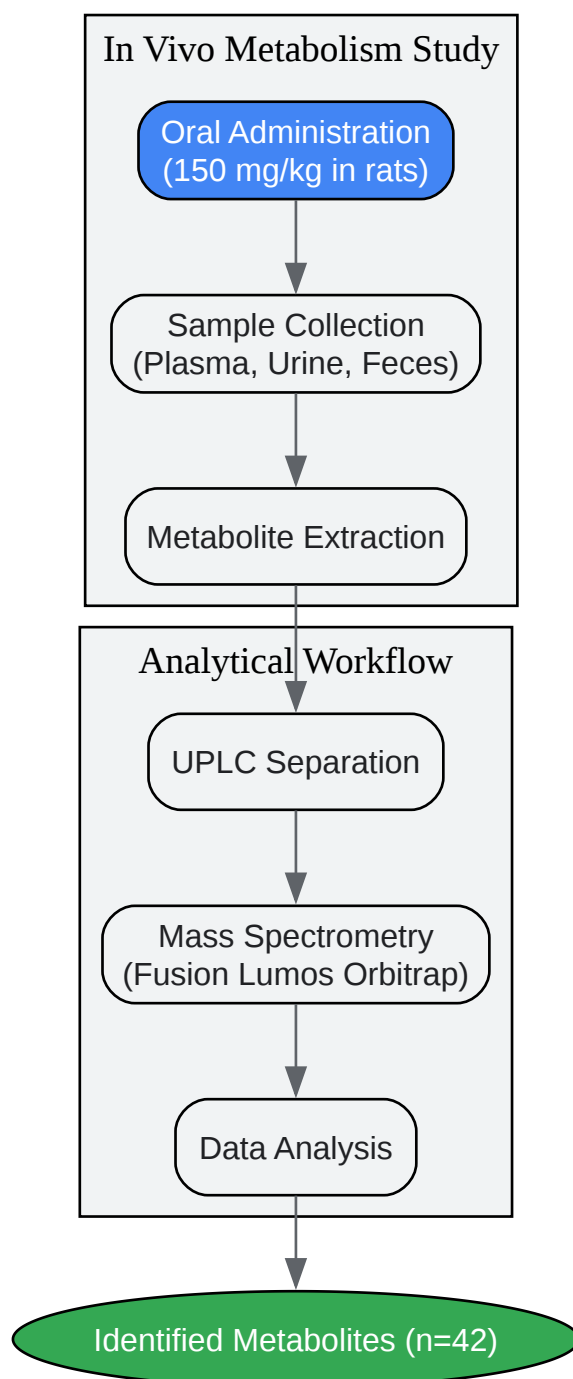 In Vivo Metabolism Study
Oral Administration
(150 mg/kg in rats)
Sample Collection
(Plasma, Urine, Feces)
Metabolite Extraction
Analytical Workflow
UPLC Separation
Mass Spectrometry
(Fusion Lumos Orbitrap)
Data Analysis
Identified Metabolites (n=42)